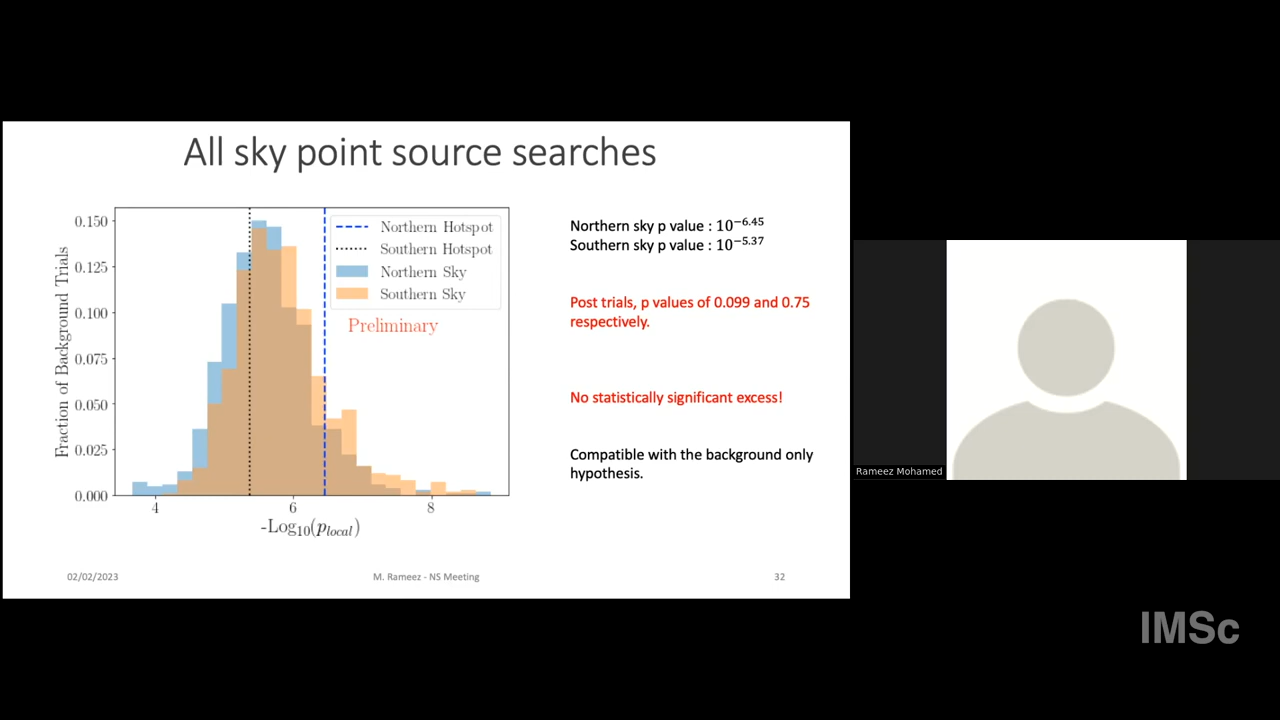 All sky point source searches
Fraction of Background Trials
0.150
0.125
0.100
0.075
0.050
0.025
0.000
4
6
8
-Log₁₀(p_local)
Northern Hotspot
Southern Hotspot
Northern Sky
Southern Sky
Preliminary
Northern sky p value : 10⁻⁶·⁴⁵
Southern sky p value : 10⁻⁵·³⁷
Post trials, p values of 0.099 and 0.75
respectively.
No statistically significant excess!
Compatible with the background only
hypothesis.
02/02/2023
M. Rameez - NS Meeting
32
Rameez Mohamed
IMSc